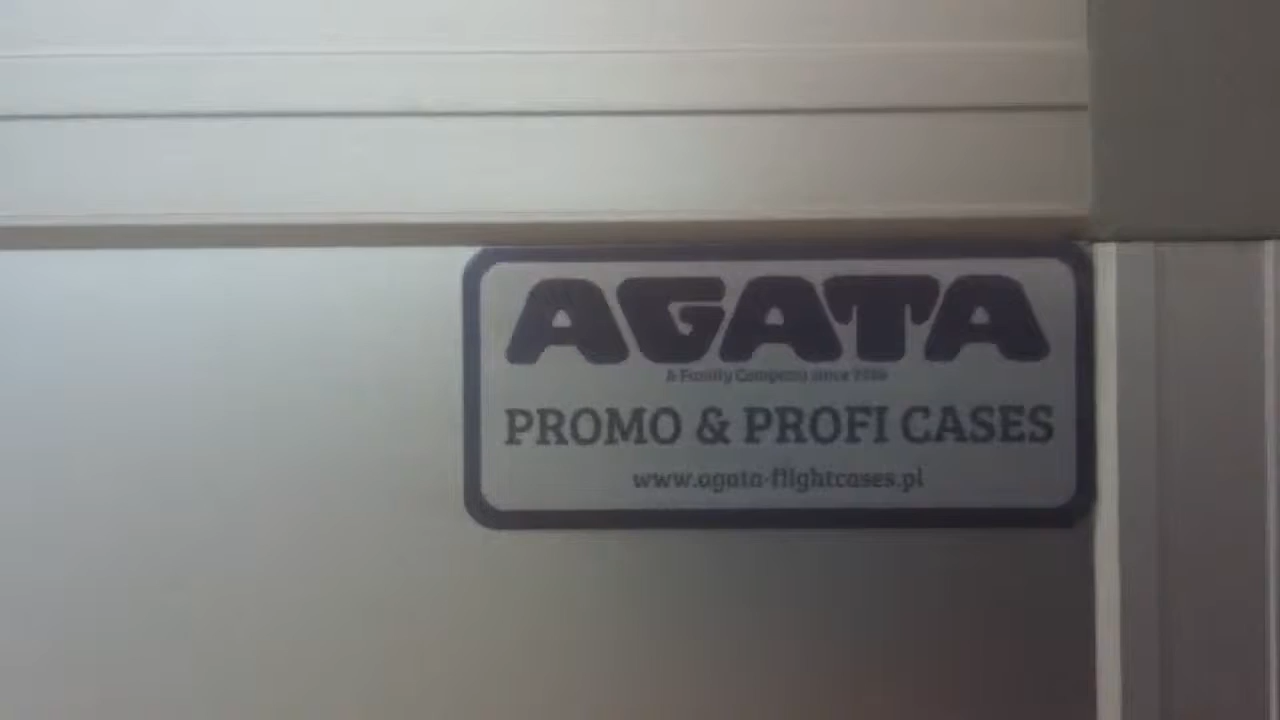 AGATA
A Family Company since
PROMO & PROFI CASES
www.agata-flightcases.pl